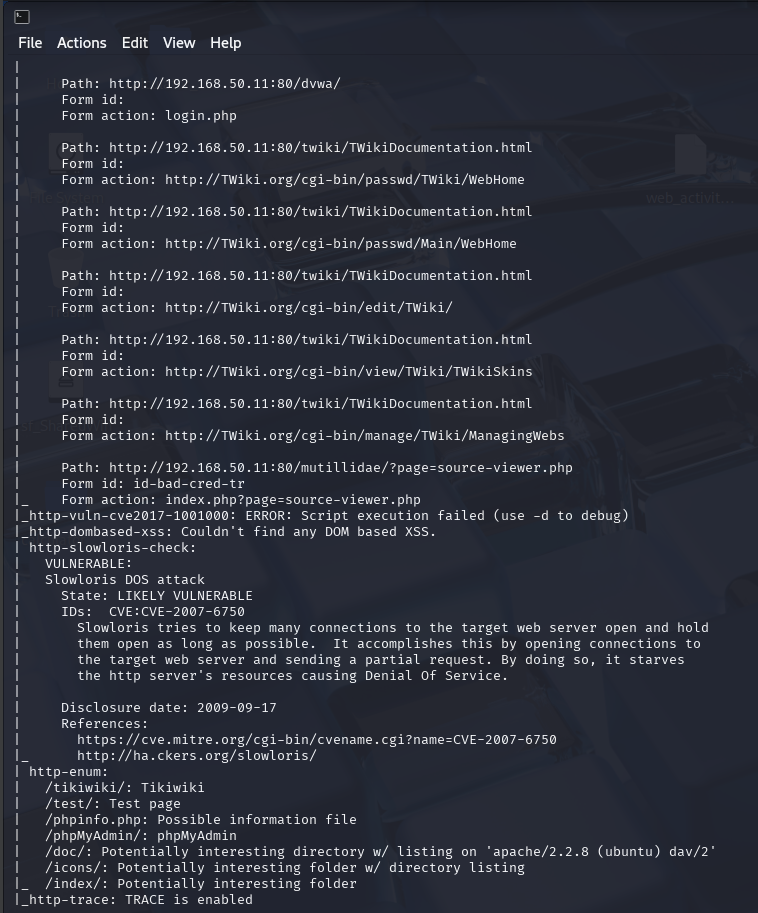 File Actions Edit View Help
|
|     Path: http://192.168.50.11:80/dvwa/
|     Form id:
|     Form action: login.php
|
|     Path: http://192.168.50.11:80/twiki/TWikiDocumentation.html
|     Form id:
|     Form action: http://TWiki.org/cgi-bin/passwd/TWiki/WebHome
|
|     Path: http://192.168.50.11:80/twiki/TWikiDocumentation.html
|     Form id:
|     Form action: http://TWiki.org/cgi-bin/passwd/Main/WebHome
|
|     Path: http://192.168.50.11:80/twiki/TWikiDocumentation.html
|     Form id:
|     Form action: http://TWiki.org/cgi-bin/edit/TWiki/
|
|     Path: http://192.168.50.11:80/twiki/TWikiDocumentation.html
|     Form id:
|     Form action: http://TWiki.org/cgi-bin/view/TWiki/TWikiSkins
|
|     Path: http://192.168.50.11:80/twiki/TWikiDocumentation.html
|     Form id:
|     Form action: http://TWiki.org/cgi-bin/manage/TWiki/ManagingWebs
|
|     Path: http://192.168.50.11:80/mutillidae/?page=source-viewer.php
|     Form id: id-bad-cred-tr
|_    Form action: index.php?page=source-viewer.php
|_http-vuln-cve2017-1001000: ERROR: Script execution failed (use -d to debug)
|_http-dombased-xss: Couldn't find any DOM based XSS.
| http-slowloris-check:
|   VULNERABLE:
|   Slowloris DOS attack
|     State: LIKELY VULNERABLE
|     IDs:  CVE:CVE-2007-6750
|       Slowloris tries to keep many connections to the target web server open and hold
|       them open as long as possible.  It accomplishes this by opening connections to
|       the target web server and sending a partial request. By doing so, it starves
|       the http server's resources causing Denial Of Service.
|
|     Disclosure date: 2009-09-17
|     References:
|       https://cve.mitre.org/cgi-bin/cvename.cgi?name=CVE-2007-6750
|_      http://ha.ckers.org/slowloris/
| http-enum:
|   /tikiwiki/: Tikiwiki
|   /test/: Test page
|   /phpinfo.php: Possible information file
|   /phpMyAdmin/: phpMyAdmin
|   /doc/: Potentially interesting directory w/ listing on 'apache/2.2.8 (ubuntu) dav/2'
|   /icons/: Potentially interesting folder w/ directory listing
|_  /index/: Potentially interesting folder
|_http-trace: TRACE is enabled
web_activit...